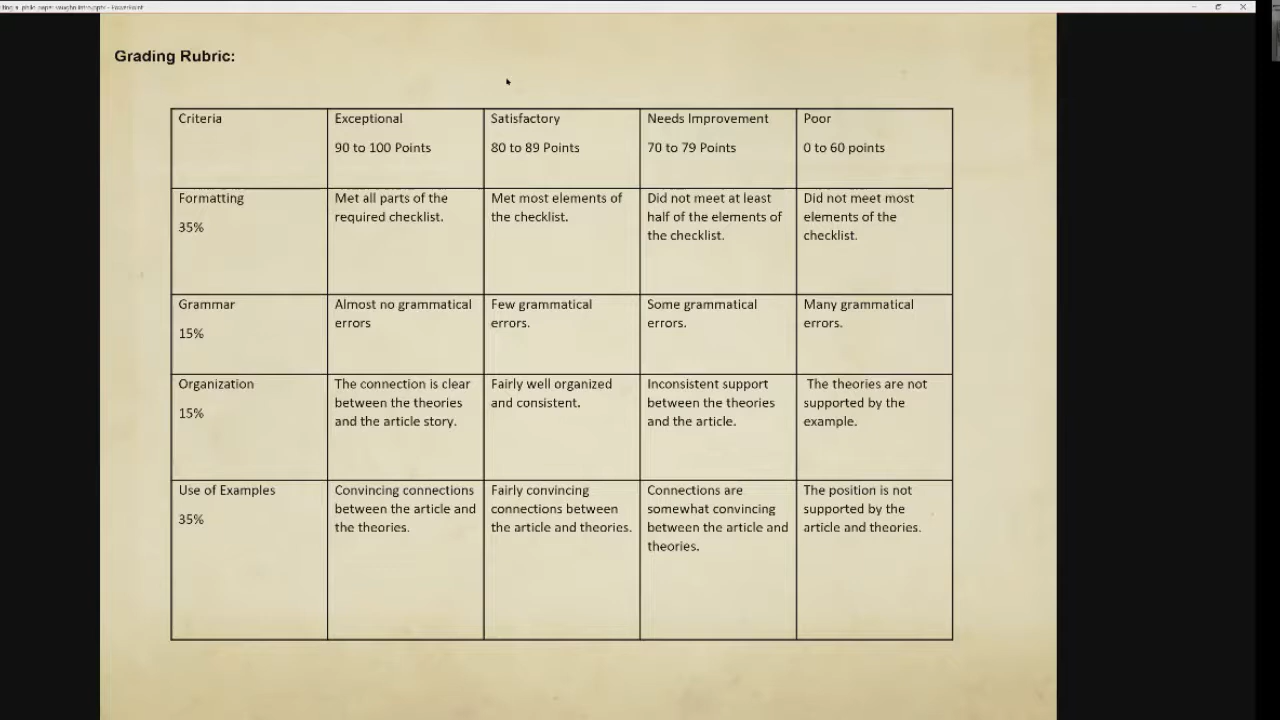 iting a philo paper vaughn intro.pptx - PowerPoint
Grading Rubric:
Criteria
Exceptional
90 to 100 Points
Satisfactory
80 to 89 Points
Needs Improvement
70 to 79 Points
Poor
0 to 60 points
Formatting
35%
Met all parts of the
required checklist.
Met most elements of
the checklist.
Did not meet at least
half of the elements of
the checklist.
Did not meet most
elements of the
checklist.
Grammar
15%
Almost no grammatical
errors
Few grammatical
errors.
Some grammatical
errors.
Many grammatical
errors.
Organization
15%
The connection is clear
between the theories
and the article story.
Fairly well organized
and consistent.
Inconsistent support
between the theories
and the article.
The theories are not
supported by the
example.
Use of Examples
35%
Convincing connections
between the article and
the theories.
Fairly convincing
connections between
the article and theories.
Connections are
somewhat convincing
between the article and
theories.
The position is not
supported by the
article and theories.